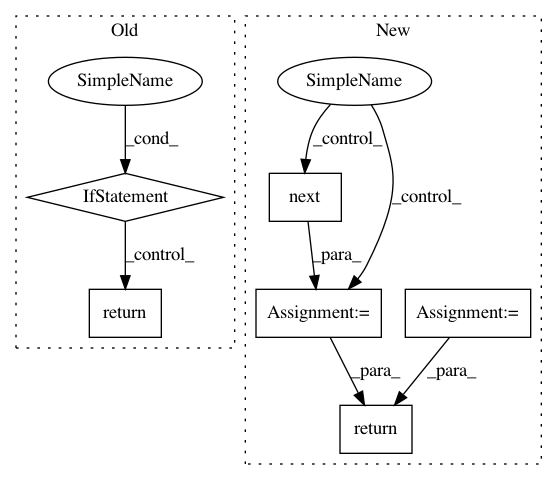 Old
New
SimpleName
SimpleName
_cond_
_control_
IfStatement
next
_control_
_control_
_para_
return
Assignment:=
Assignment:=
_para_
_para_
return